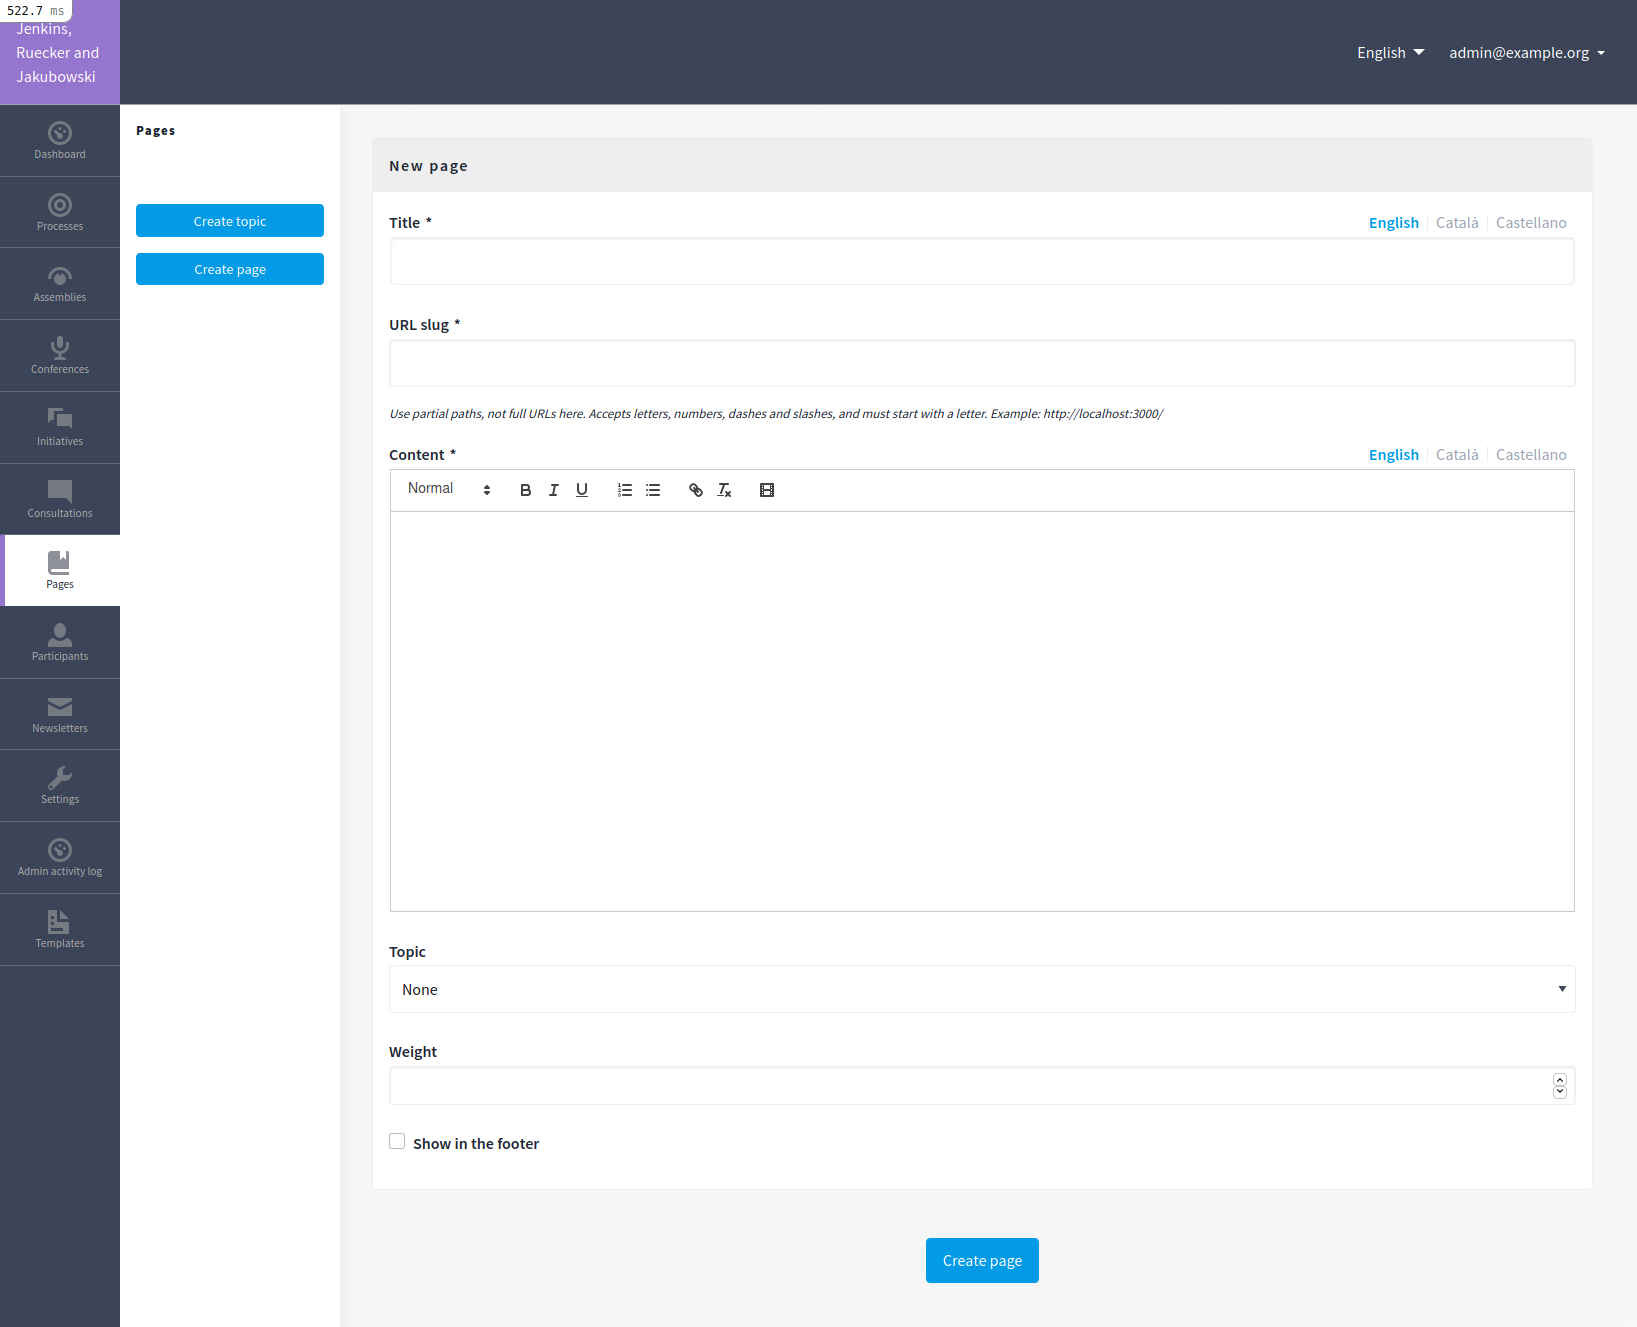 522.7 ms
Jenkins,
Ruecker and
Jakubowski
English
admin@example.org
Dashboard
Processes
Assemblies
Conferences
Initiatives
Consultations
Pages
Participants
Newsletters
Settings
Admin activity log
Templates
Pages
Create topic
Create page
New page
Title *
English Català Castellano
URL slug *
Use partial paths, not full URLs here. Accepts letters, numbers, dashes and slashes, and must start with a letter. Example: http://localhost:3000/
Content *
English Català Castellano
Normal
Topic
None
Weight
Show in the footer
Create page